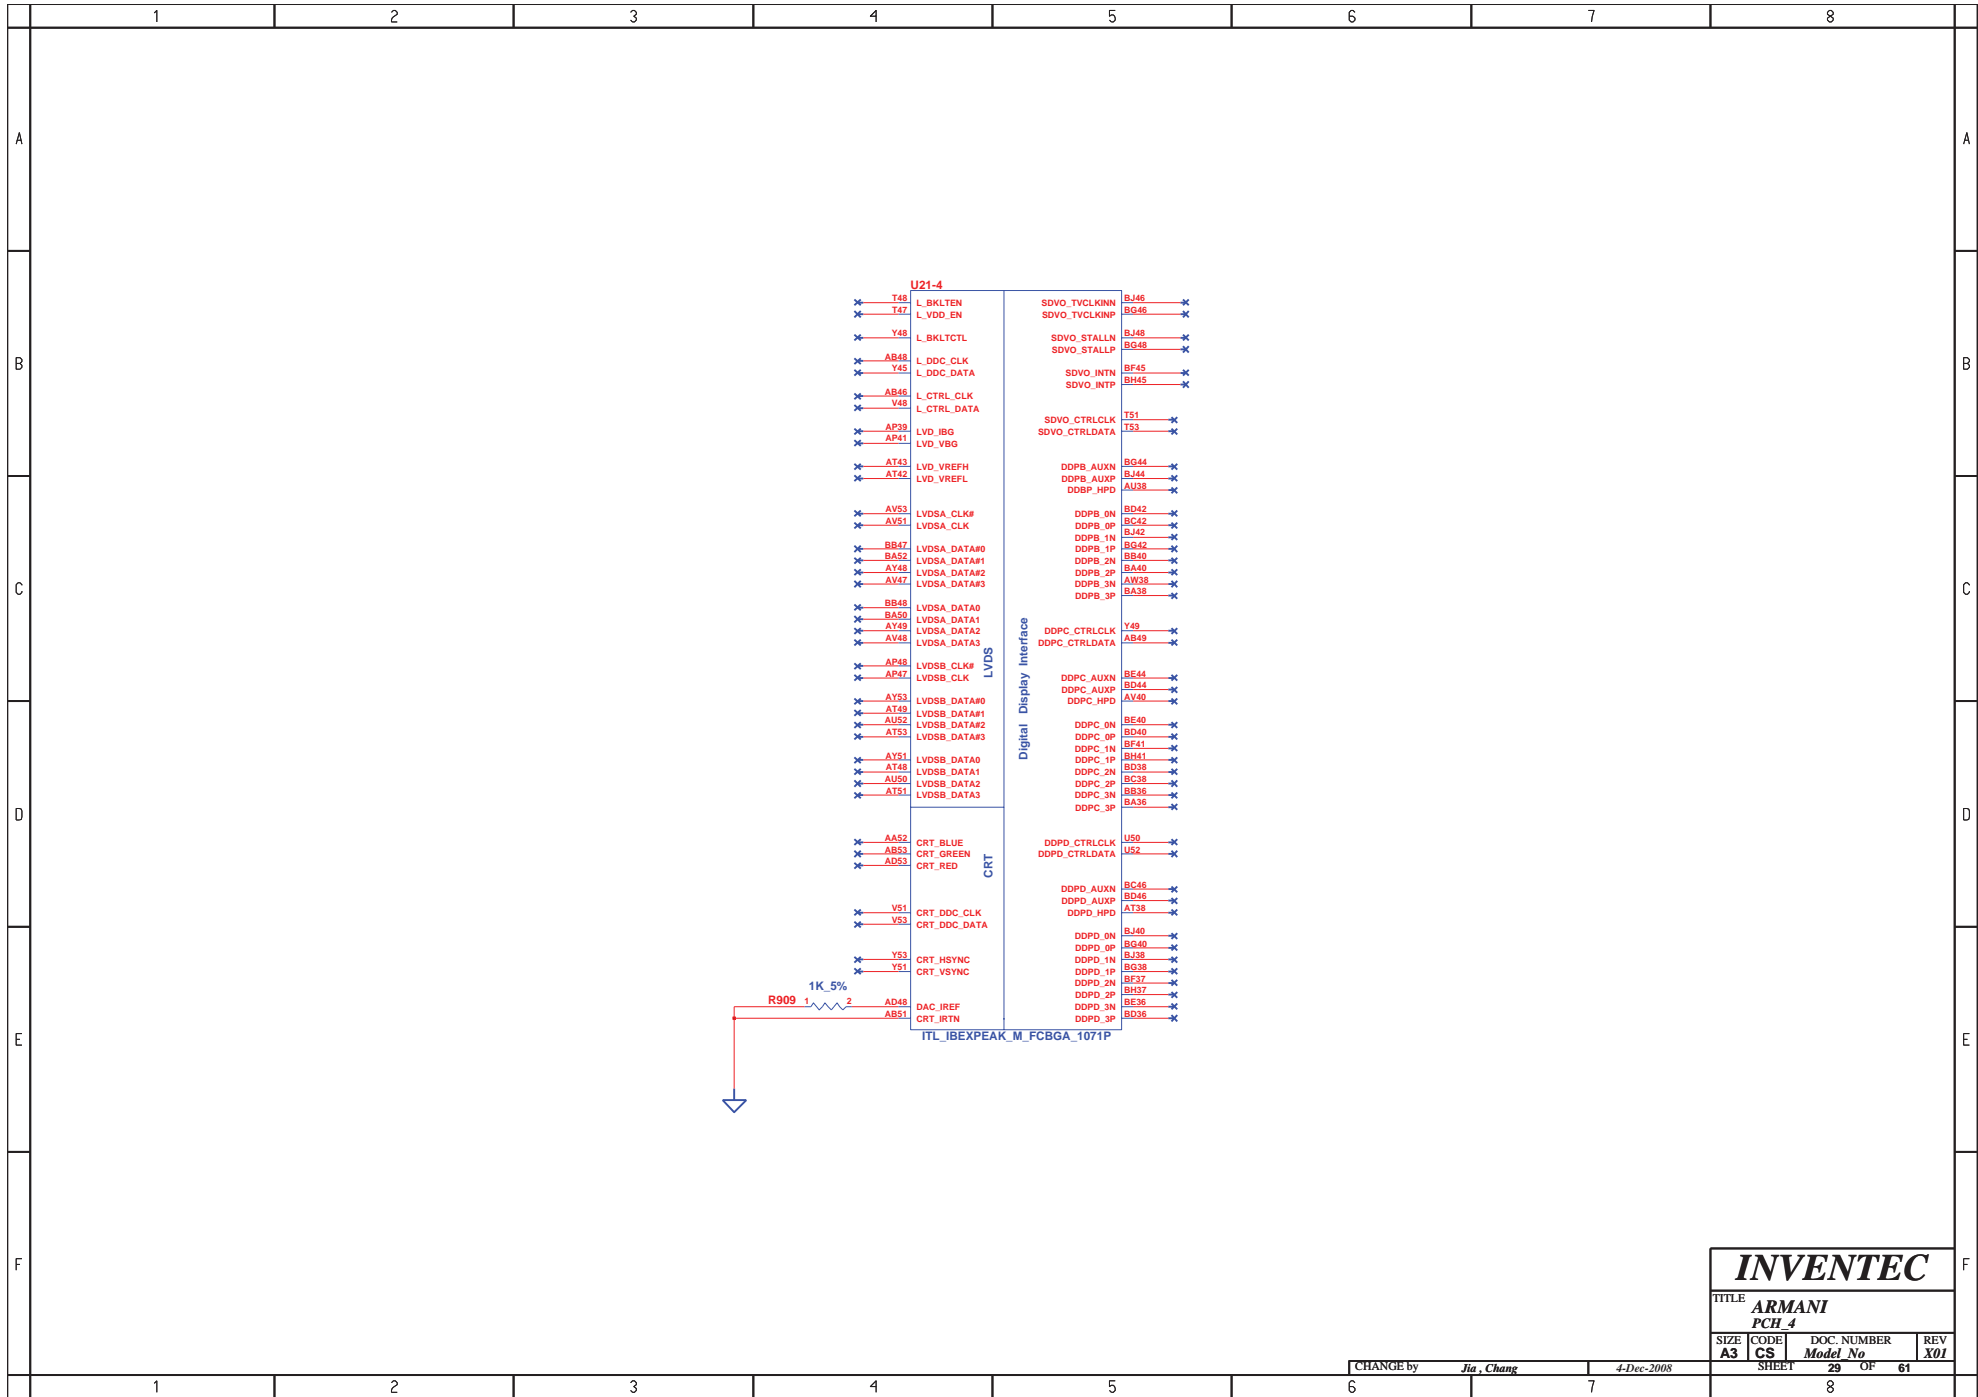 1 2 3 4 5 6 7 8
A A
B B
C C
D D
E E
F F
U21-4
T48 L_BKLTEN
T47 L_VDD_EN
Y48 L_BKLTCTL
AB48 L_DDC_CLK
Y45 L_DDC_DATA
AB46 L_CTRL_CLK
V48 L_CTRL_DATA
AP39 LVD_IBG
AP41 LVD_VBG
AT43 LVD_VREFH
AT42 LVD_VREFL
AV53 LVDSA_CLK#
AV51 LVDSA_CLK
BB47 LVDSA_DATA#0
BA52 LVDSA_DATA#1
AY48 LVDSA_DATA#2
AV47 LVDSA_DATA#3
BB48 LVDSA_DATA0
BA50 LVDSA_DATA1
AY49 LVDSA_DATA2
AV48 LVDSA_DATA3
AP48 LVDSB_CLK#
AP47 LVDSB_CLK
AY53 LVDSB_DATA#0
AT49 LVDSB_DATA#1
AU52 LVDSB_DATA#2
AT53 LVDSB_DATA#3
AY51 LVDSB_DATA0
AT48 LVDSB_DATA1
AU50 LVDSB_DATA2
AT51 LVDSB_DATA3
LVDS
AA52 CRT_BLUE
AB53 CRT_GREEN
AD53 CRT_RED
V51 CRT_DDC_CLK
V53 CRT_DDC_DATA
Y53 CRT_HSYNC
Y51 CRT_VSYNC
CRT
1K_5%
R909 1 2 AD48 DAC_IREF
AB51 CRT_IRTN
Digital Display Interface
SDVO_TVCLKINN BJ46
SDVO_TVCLKINP BG46
SDVO_STALLN BJ48
SDVO_STALLP BG48
SDVO_INTN BF45
SDVO_INTP BH45
SDVO_CTRLCLK T51
SDVO_CTRLDATA T53
DDPB_AUXN BG44
DDPB_AUXP BJ44
DDBP_HPD AU38
DDPB_0N BD42
DDPB_0P BC42
DDPB_1N BJ42
DDPB_1P BG42
DDPB_2N BB40
DDPB_2P BA40
DDPB_3N AW38
DDPB_3P BA38
DDPC_CTRLCLK Y49
DDPC_CTRLDATA AB49
DDPC_AUXN BE44
DDPC_AUXP BD44
DDPC_HPD AV40
DDPC_0N BE40
DDPC_0P BD40
DDPC_1N BF41
DDPC_1P BH41
DDPC_2N BD38
DDPC_2P BC38
DDPC_3N BB36
DDPC_3P BA36
DDPD_CTRLCLK U50
DDPD_CTRLDATA U52
DDPD_AUXN BC46
DDPD_AUXP BD46
DDPD_HPD AT38
DDPD_0N BJ40
DDPD_0P BG40
DDPD_1N BJ38
DDPD_1P BG38
DDPD_2N BF37
DDPD_2P BH37
DDPD_3N BE36
DDPD_3P BD36
ITL_IBEXPEAK_M_FCBGA_1071P
INVENTEC
TITLE ARMANI
PCH_4
SIZE CODE DOC. NUMBER REV
A3 CS Model_No X01
CHANGE by Jia , Chang 4-Dec-2008 SHEET 29 OF 61
1 2 3 4 5 6 7 8